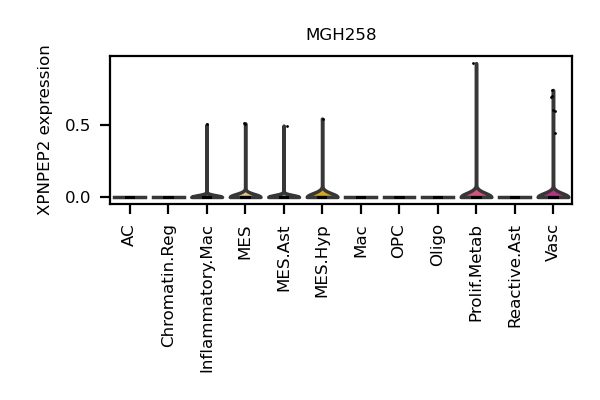 MGH258
XPNPEP2 expression
0.5
0.0
AC
Chromatin.Reg
Inflammatory.Mac
MES
MES.Ast
MES.Hyp
Mac
OPC
Oligo
Prolif.Metab
Reactive.Ast
Vasc